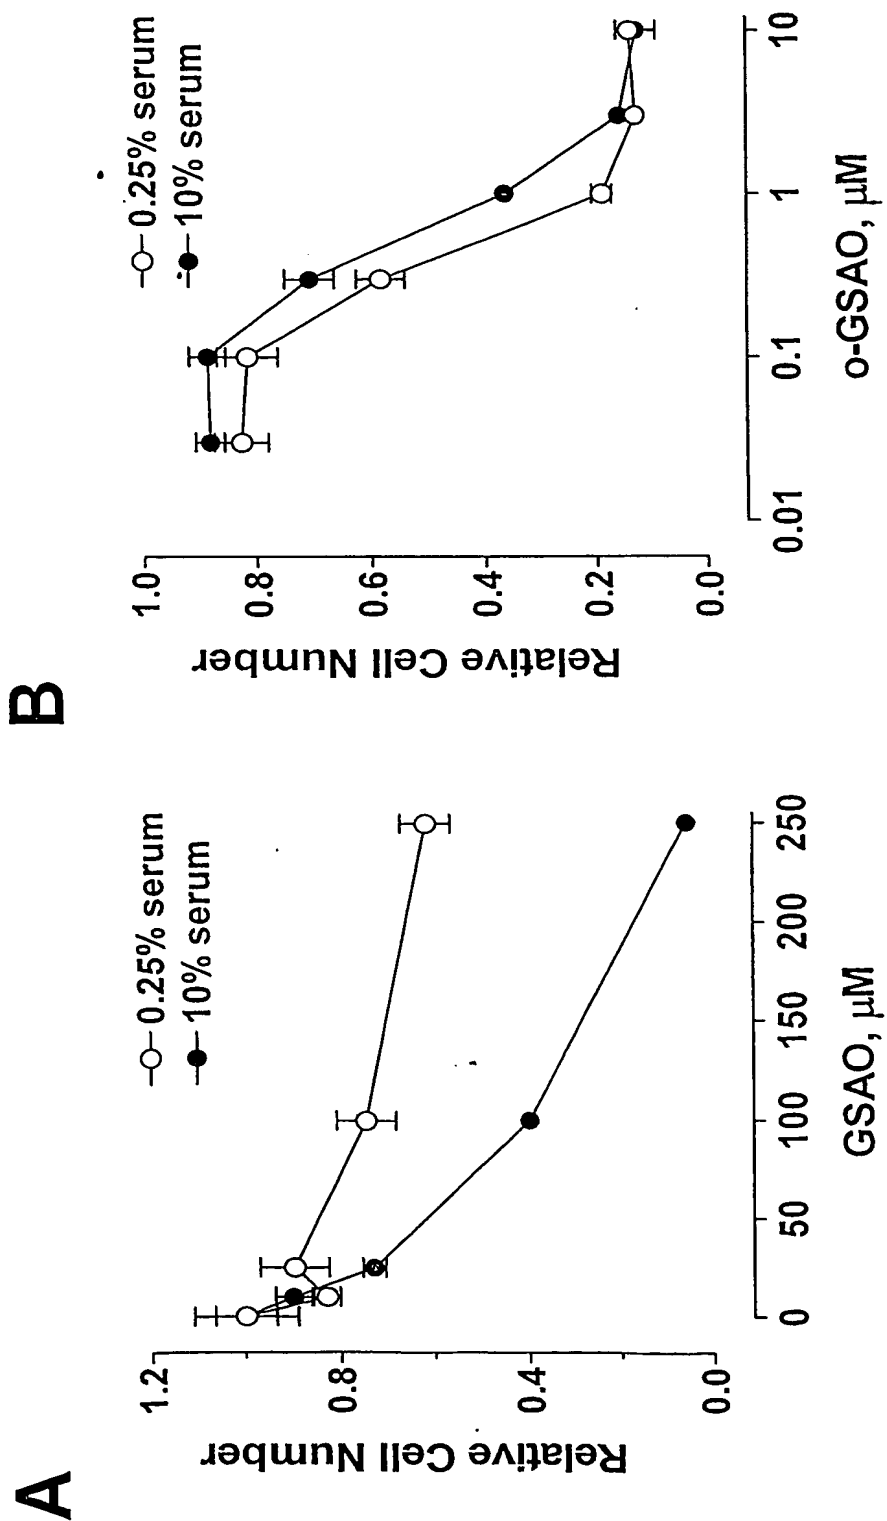 A
0.25% serum
10% serum
Relative Cell Number
1.2
0.8
0.4
0.0
0
50
100
150
200
250
GSAO, µM
B
0.25% serum
10% serum
Relative Cell Number
1.0
0.8
0.6
0.4
0.2
0.0
0.01
0.1
1
10
o-GSAO, µM